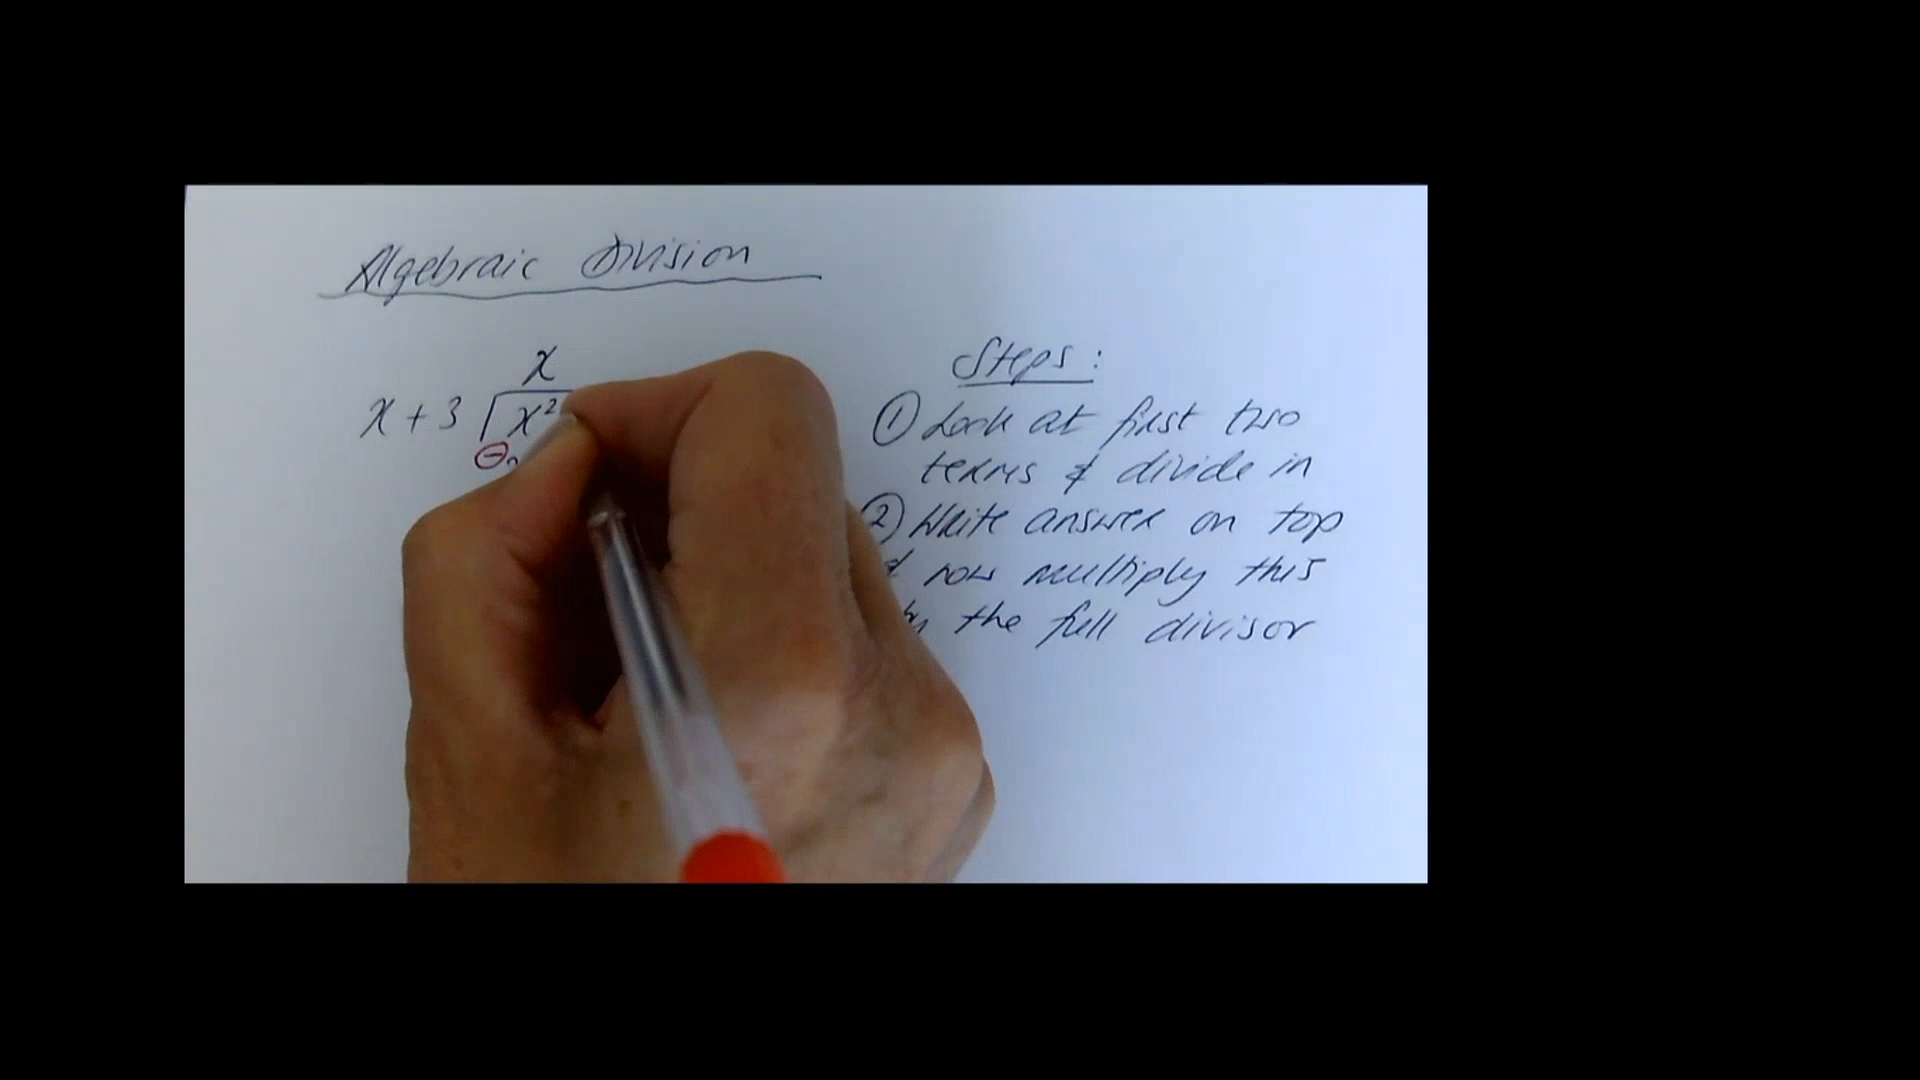 Algebraic Division
x
x + 3 x²
⊖
Steps:
① Look at first two
terms & divide in
② Write answer on top
& now multiply this
by the full divisor